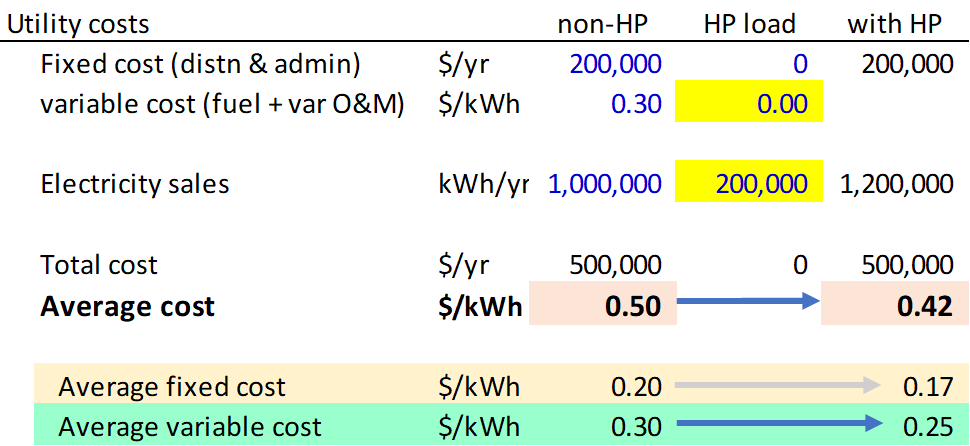 Utility costs non-HP HP load with HP
Fixed cost (distn & admin) $/yr 200,000 0 200,000
variable cost (fuel + var O&M) $/kWh 0.30 0.00
Electricity sales kWh/yr 1,000,000 200,000 1,200,000
Total cost $/yr 500,000 0 500,000
Average cost $/kWh 0.50 0.42
Average fixed cost $/kWh 0.20 0.17
Average variable cost $/kWh 0.30 0.25